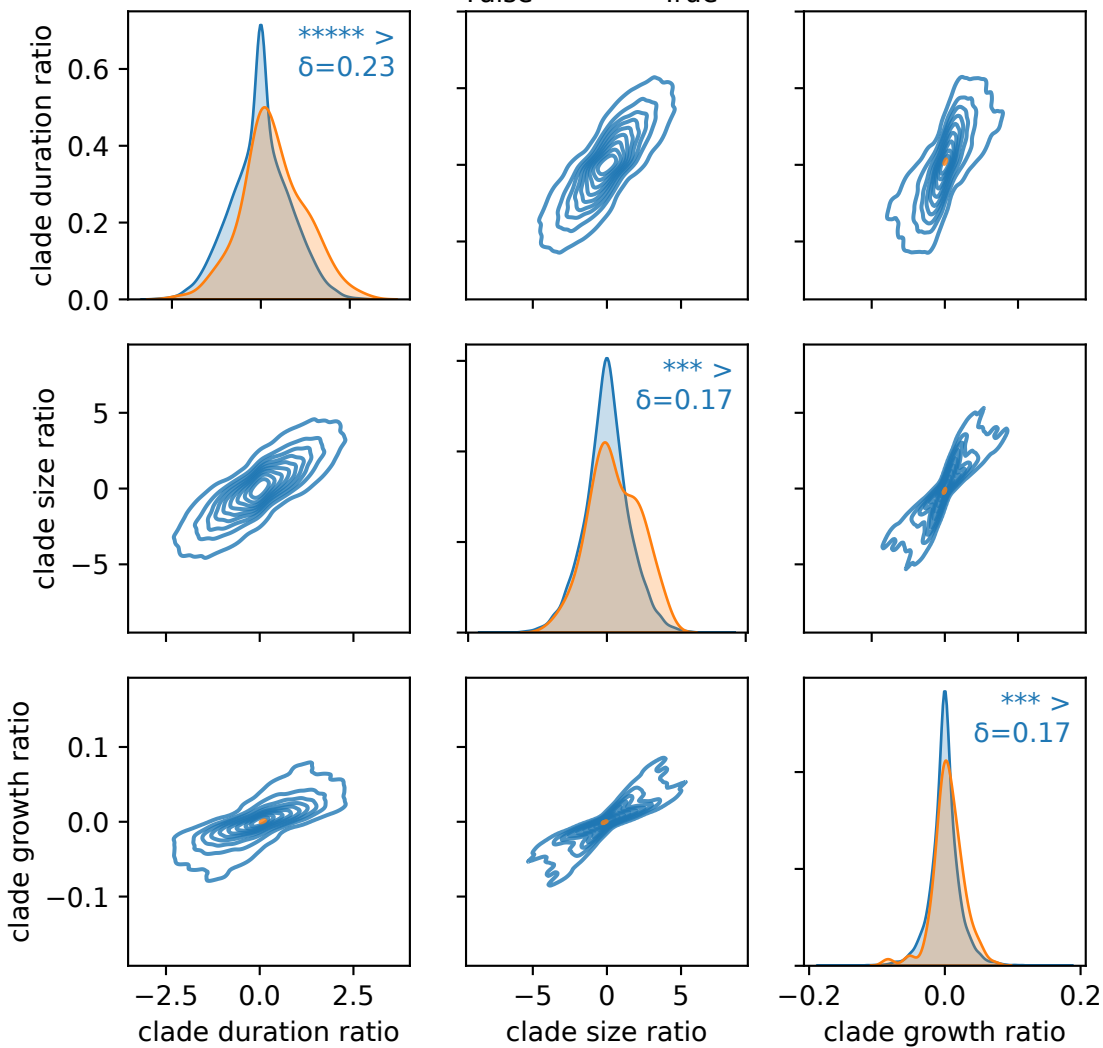 clade duration ratio
0.6
0.4
0.2
0.0
***** >
δ=0.23
clade size ratio
5
0
−5
*** >
δ=0.17
clade growth ratio
0.1
0.0
−0.1
*** >
δ=0.17
−2.5 0.0 2.5
−5 0 5
−0.2 0.0 0.2
clade duration ratio
clade size ratio
clade growth ratio